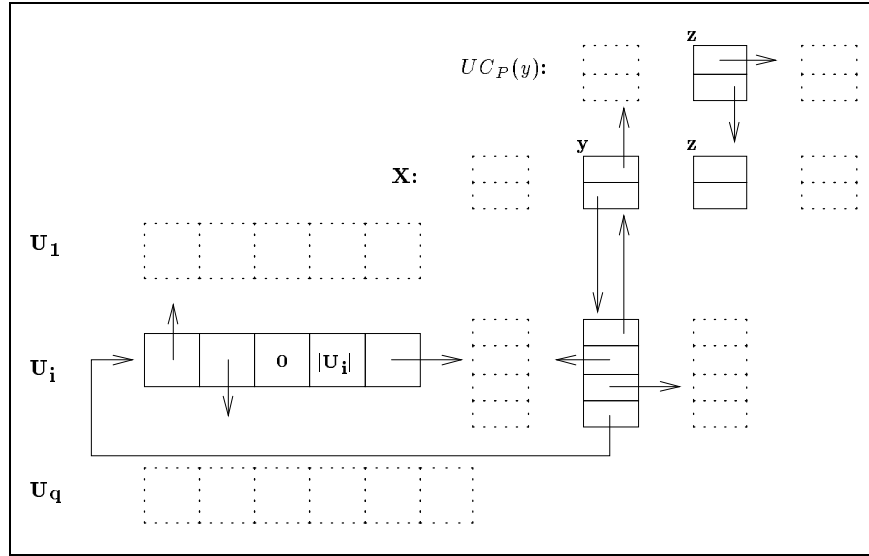 z
UC_P(y):
y z
X:
U_1
U_i 0 |U_i|
U_q